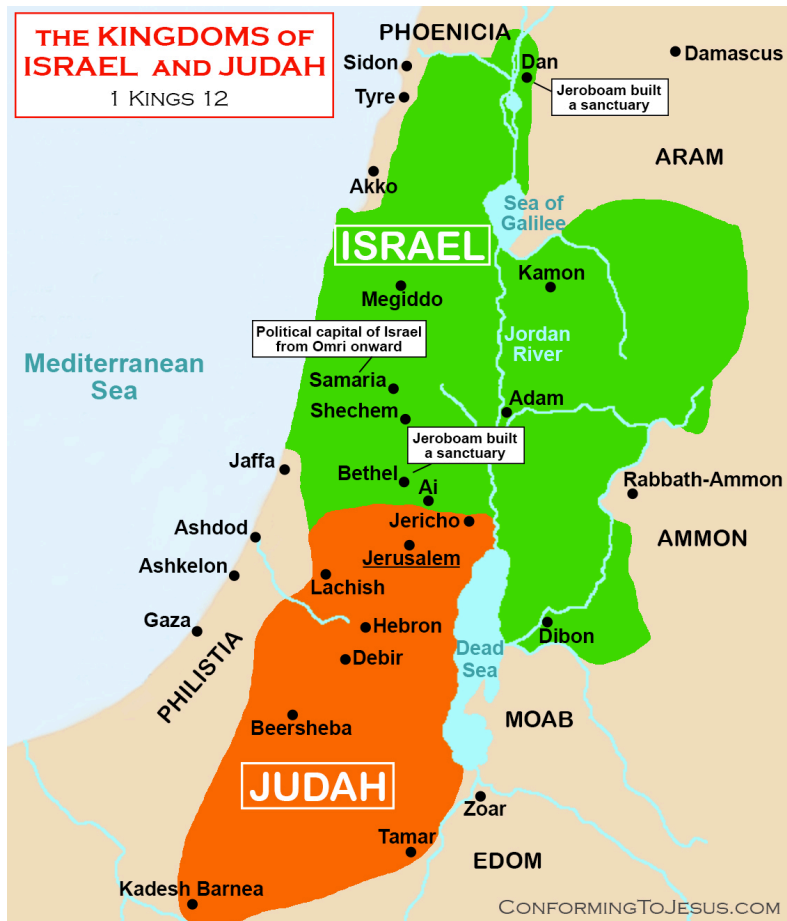 THE KINGDOMS OF
ISRAEL AND JUDAH
1 KINGS 12
PHOENICIA
Sidon
Dan
Damascus
Tyre
Jeroboam built
a sanctuary
ARAM
Akko
Sea of
Galilee
ISRAEL
Kamon
Megiddo
Political capital of Israel
from Omri onward
Jordan
River
Mediterranean
Sea
Samaria
Adam
Shechem
Jeroboam built
a sanctuary
Jaffa
Bethel
Ai
Rabbath-Ammon
Jericho
Ashdod
AMMON
Jerusalem
Ashkelon
Lachish
Gaza
Hebron
Dibon
Dead
Sea
Debir
PHILISTIA
MOAB
Beersheba
JUDAH
Zoar
Tamar
EDOM
Kadesh Barnea
CONFORMINGTOJESUS.COM